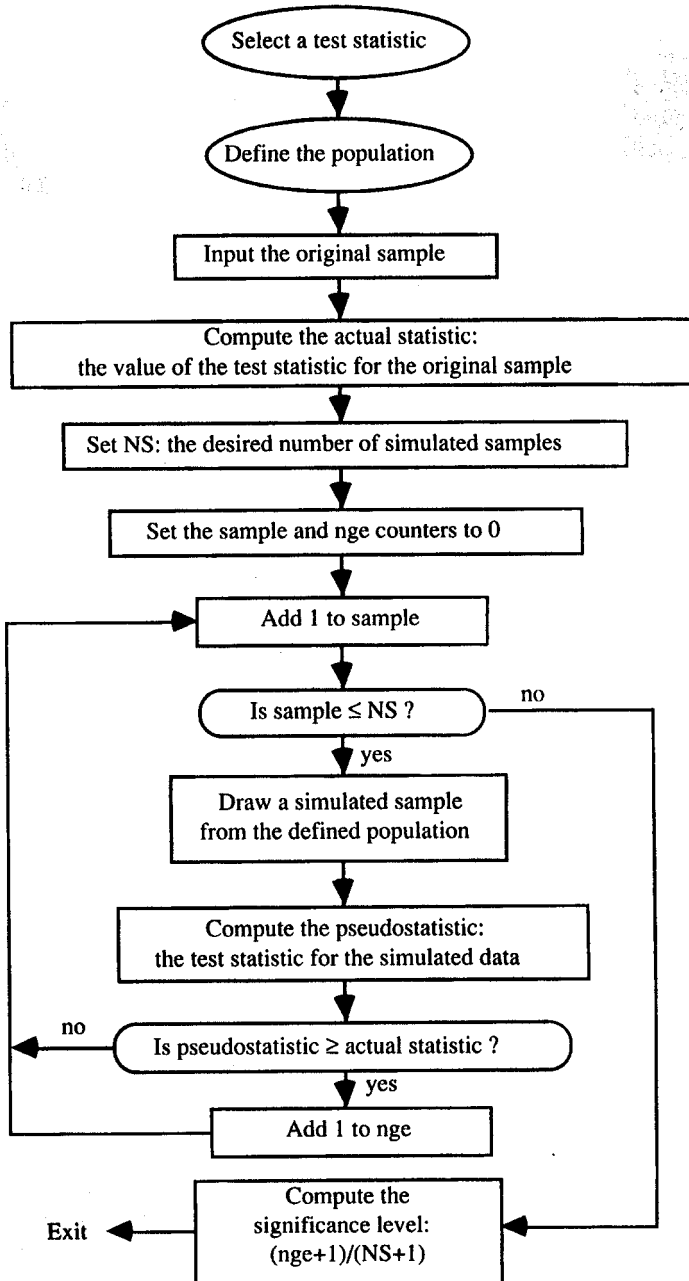 Select a test statistic
Define the population
Input the original sample
Compute the actual statistic:
the value of the test statistic for the original sample
Set NS: the desired number of simulated samples
Set the sample and nge counters to 0
Add 1 to sample
Is sample ≤ NS ?
no
yes
Draw a simulated sample
from the defined population
Compute the pseudostatistic:
the test statistic for the simulated data
no
Is pseudostatistic ≥ actual statistic ?
yes
Add 1 to nge
Compute the
significance level:
(nge+1)/(NS+1)
Exit